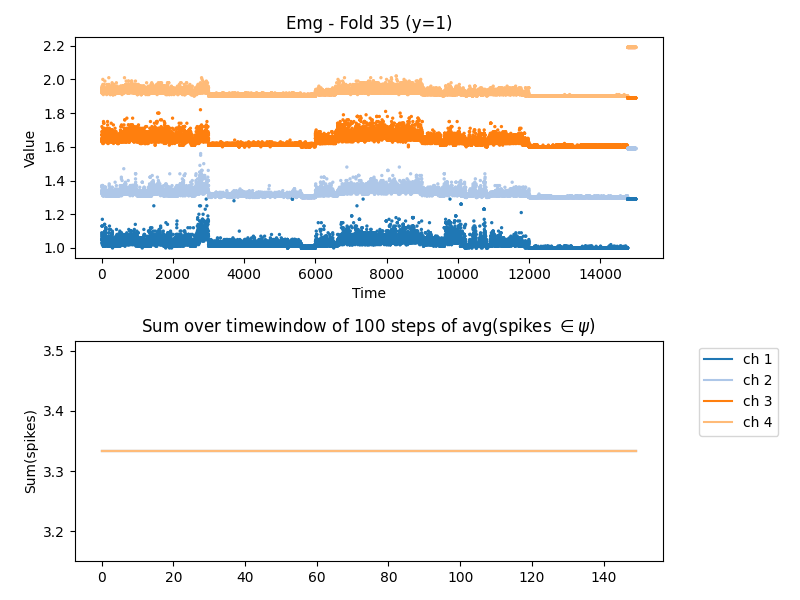 Emg - Fold 35 (y=1)
2.2
2.0
1.8
1.6
1.4
1.2
1.0
Value
0 2000 4000 6000 8000 10000 12000 14000
Time
Sum over timewindow of 100 steps of avg(spikes ∈ψ)
3.5
3.4
3.3
3.2
Sum(spikes)
0 20 40 60 80 100 120 140
ch 1
ch 2
ch 3
ch 4